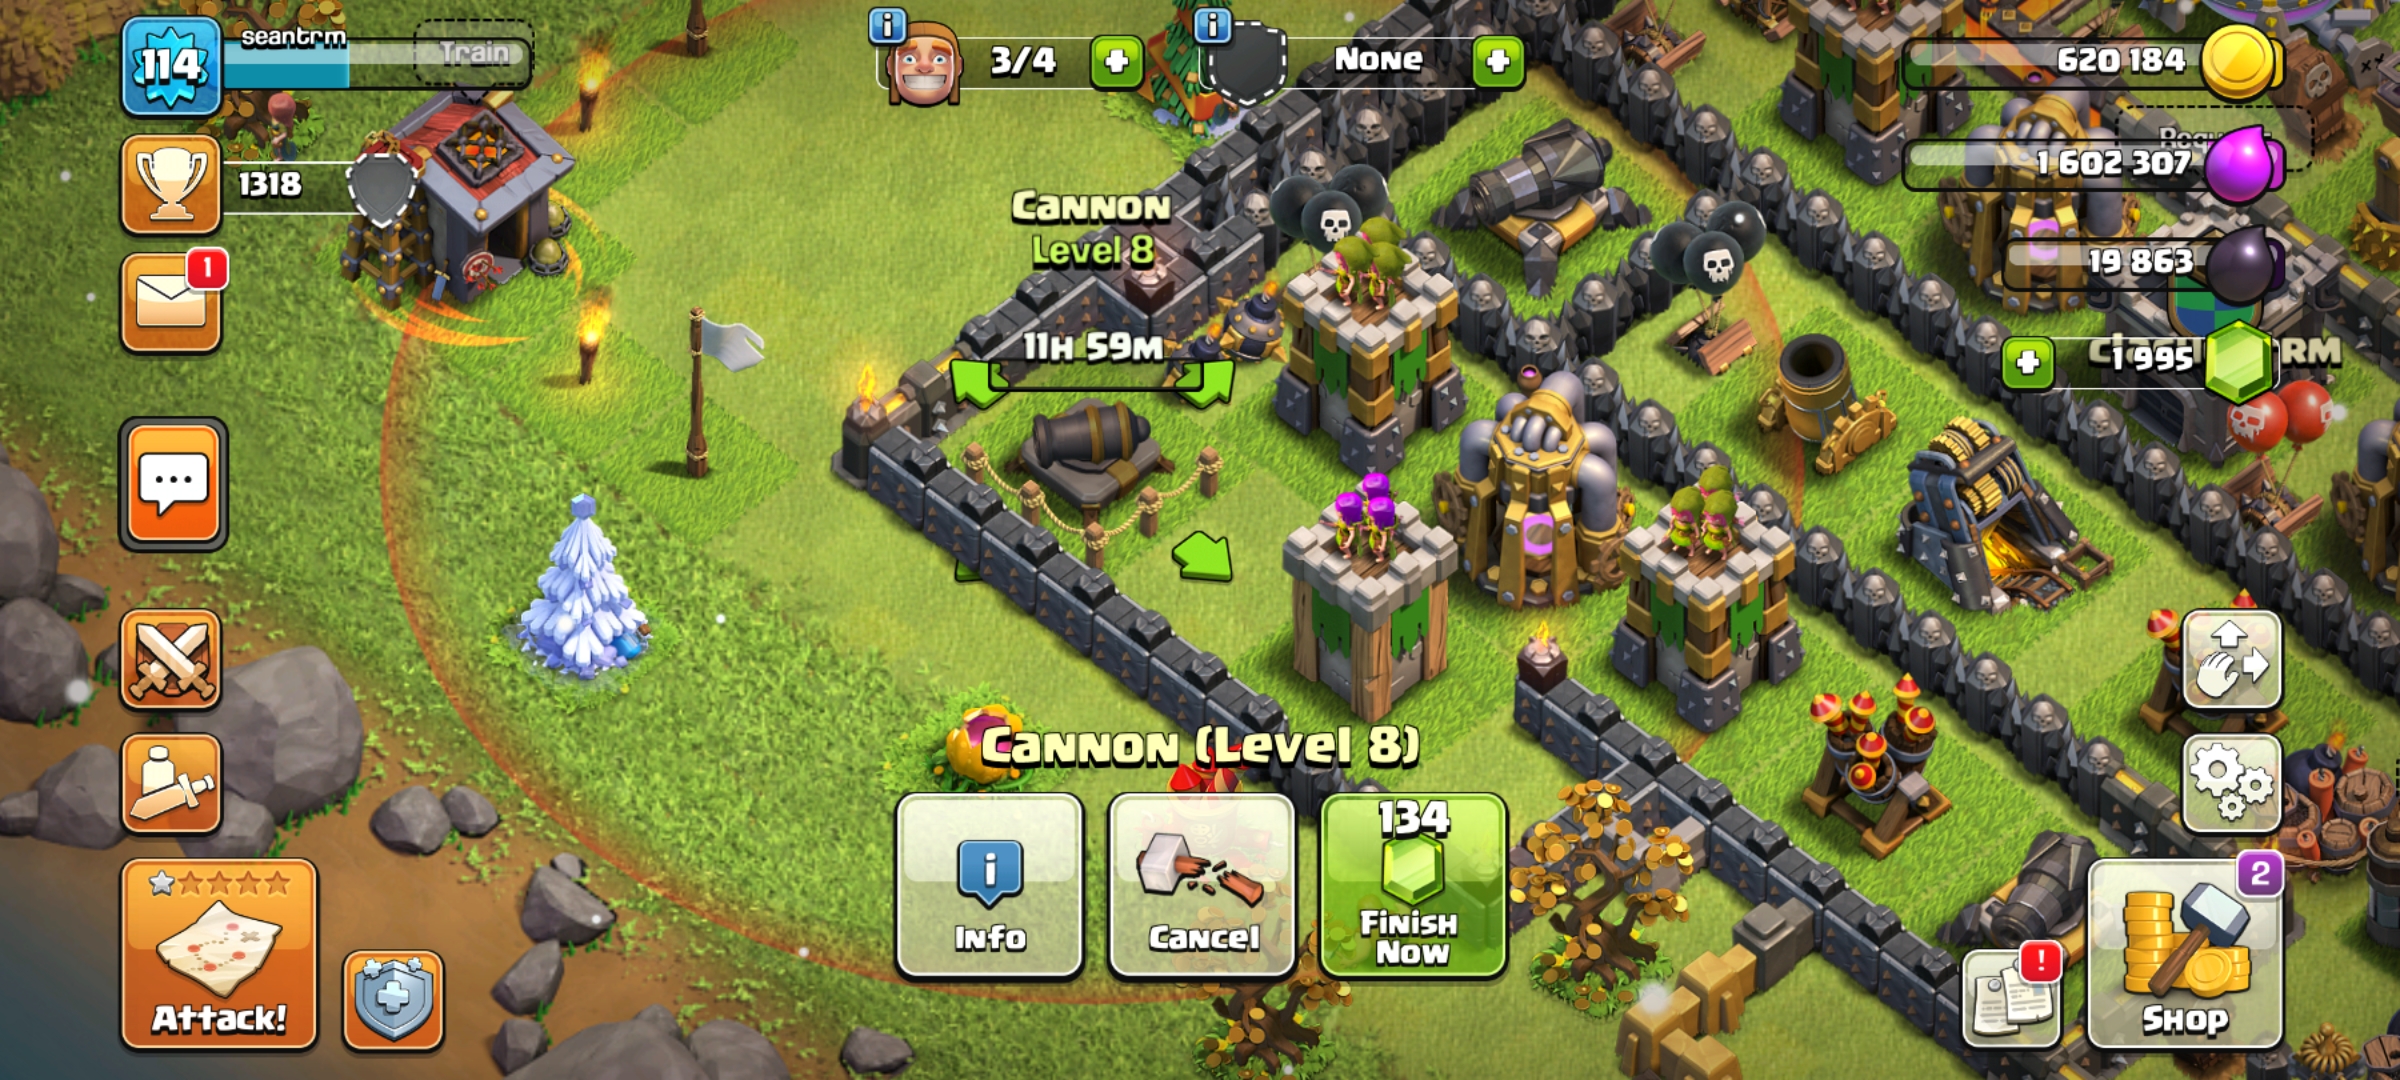 114
seantrm
Train
3/4
None
620 184
1318
1 602 307
19 863
1 995
1
Cannon
Level 8
11H 59M
RM
Cannon (Level 8)
Info
Cancel
134
Finish
Now
Attack!
!
2
Shop